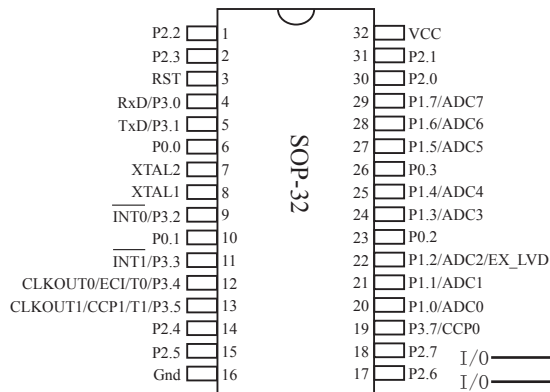 P2.2 1 32 VCC
P2.3 2 31 P2.1
RST 3 30 P2.0
RxD/P3.0 4 29 P1.7/ADC7
TxD/P3.1 5 28 P1.6/ADC6
P0.0 6 27 P1.5/ADC5
XTAL2 7 26 P0.3
XTAL1 8 25 P1.4/ADC4
INT0/P3.2 9 24 P1.3/ADC3
P0.1 10 23 P0.2
INT1/P3.3 11 22 P1.2/ADC2/EX_LVD
CLKOUT0/ECI/T0/P3.4 12 21 P1.1/ADC1
CLKOUT1/CCP1/T1/P3.5 13 20 P1.0/ADC0
P2.4 14 19 P3.7/CCP0
P2.5 15 18 P2.7
Gnd 16 17 P2.6
SOP-32
I/O
I/O